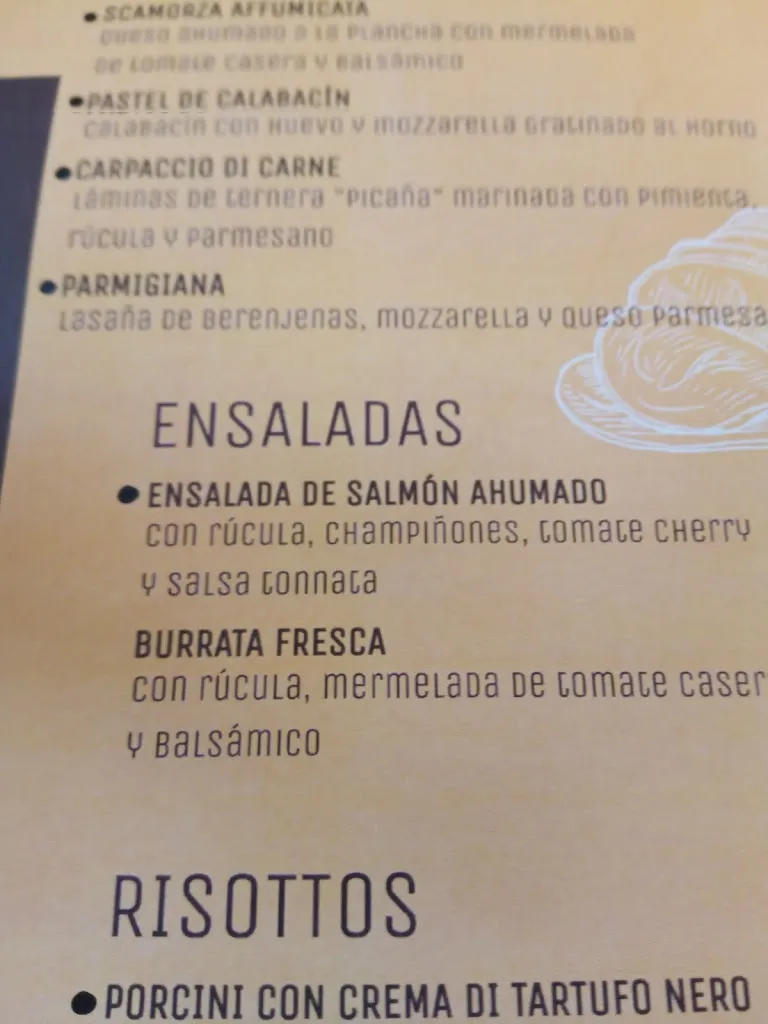 • SCAMORZA AFFUMICATA
queso ahumado a la plancha con mermelada
de tomate casera y balsámico
• PASTEL DE CALABACÍN
calabacín con huevo y mozzarella gratinado al horno
• CARPACCIO DI CARNE
láminas de ternera "picaña" marinada con pimienta,
rúcula y parmesano
• PARMIGIANA
lasaña de berenjenas, mozzarella y queso parmesa
ENSALADAS
• ENSALADA DE SALMÓN AHUMADO
con rúcula, champiñones, tomate cherry
y salsa tonnata
BURRATA FRESCA
con rúcula, mermelada de tomate caser
y balsámico
RISOTTOS
• PORCINI CON CREMA DI TARTUFO NERO